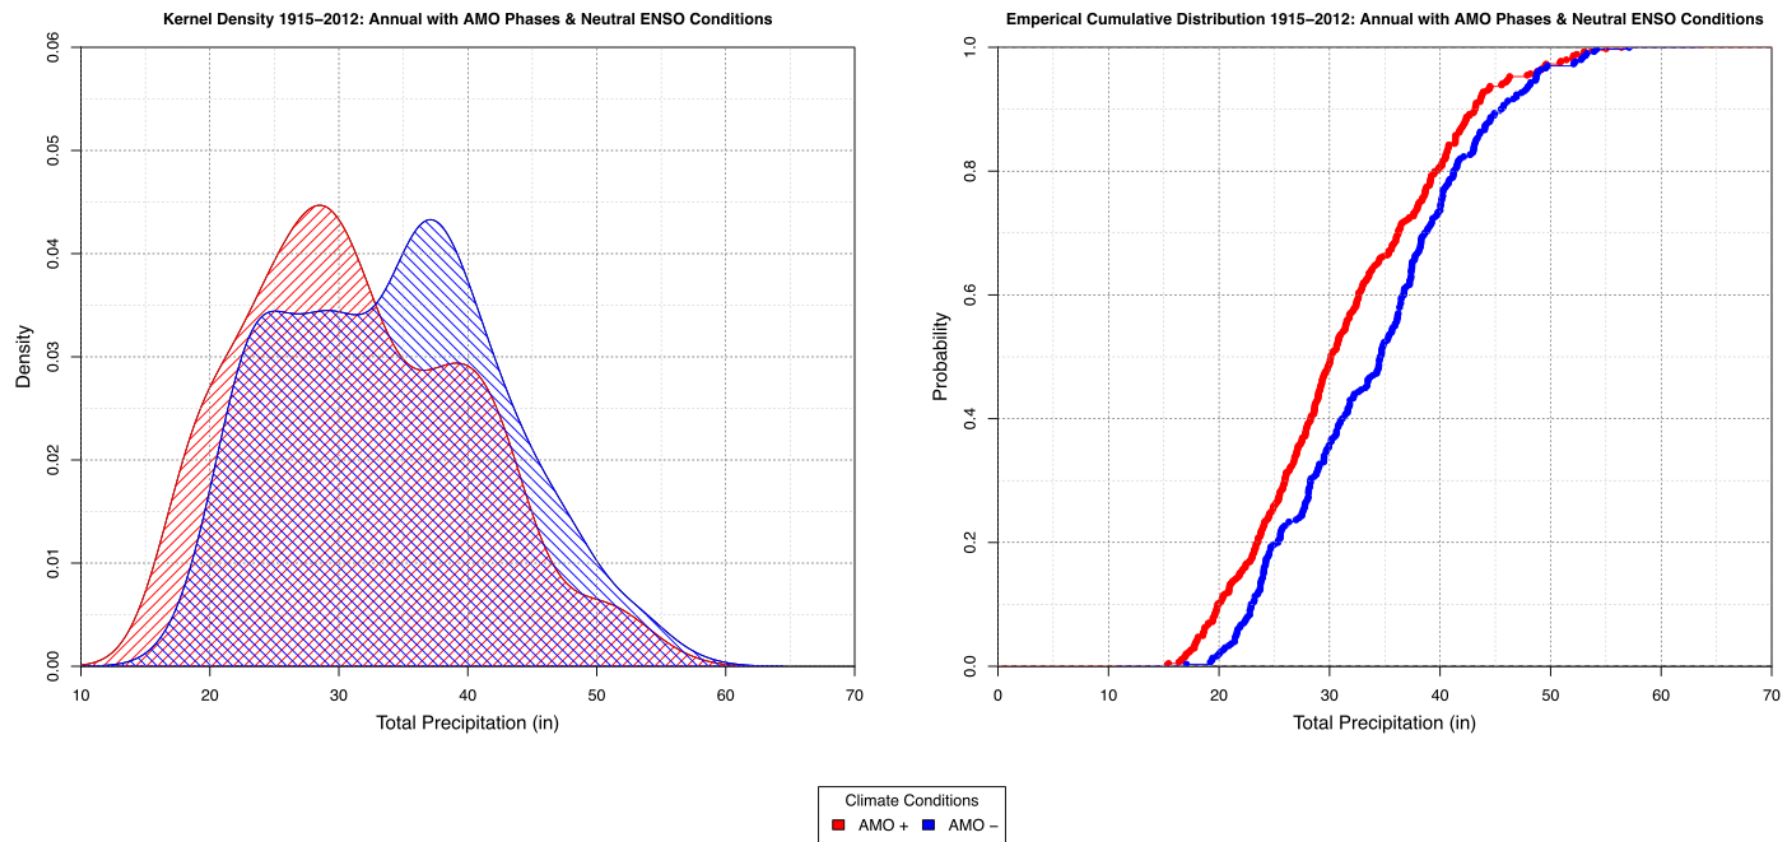 Kernel Density 1915–2012: Annual with AMO Phases & Neutral ENSO Conditions
0.06
0.05
0.04
0.03
0.02
0.01
0.00
Density
10 20 30 40 50 60 70
Total Precipitation (in)
Emperical Cumulative Distribution 1915–2012: Annual with AMO Phases & Neutral ENSO Conditions
1.0
0.8
0.6
0.4
0.2
0.0
Probability
0 10 20 30 40 50 60 70
Total Precipitation (in)
Climate Conditions
AMO + AMO –